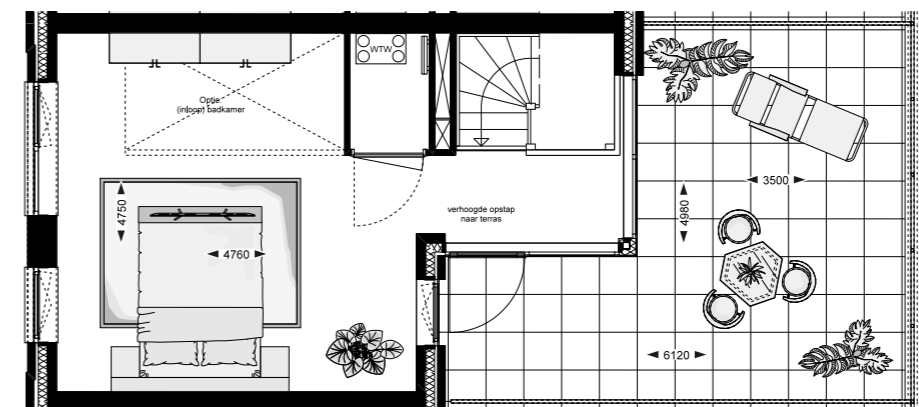 WTW
Optie:
(inloop) badkamer
3500
4750
4980
verhoogde opstap
naar terras
4760
6120